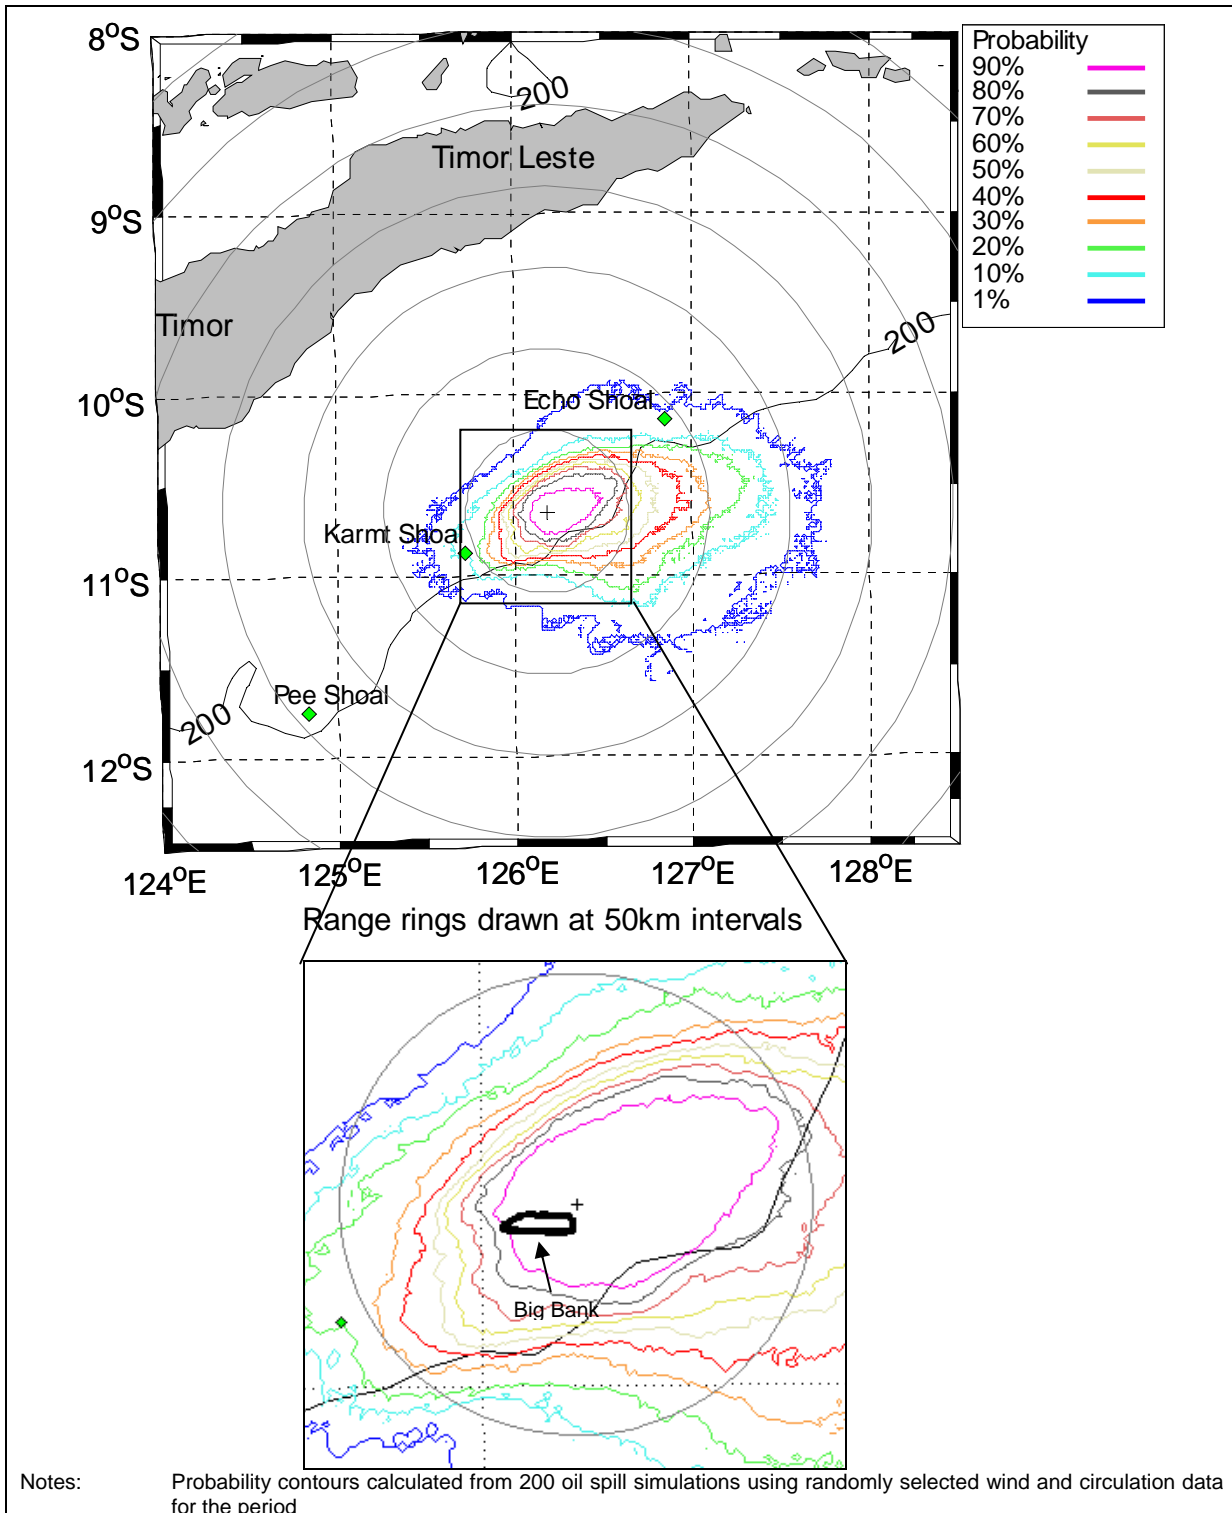 8°S
9°S
10°S
11°S
12°S
124°E
125°E
126°E
127°E
128°E
200
Timor Leste
Timor
200
Echo Shoal
Karmt Shoal
Pee Shoal
200
Probability
90%
80%
70%
60%
50%
40%
30%
20%
10%
1%
Range rings drawn at 50km intervals
Big Bank
Notes: Probability contours calculated from 200 oil spill simulations using randomly selected wind and circulation data
for the period